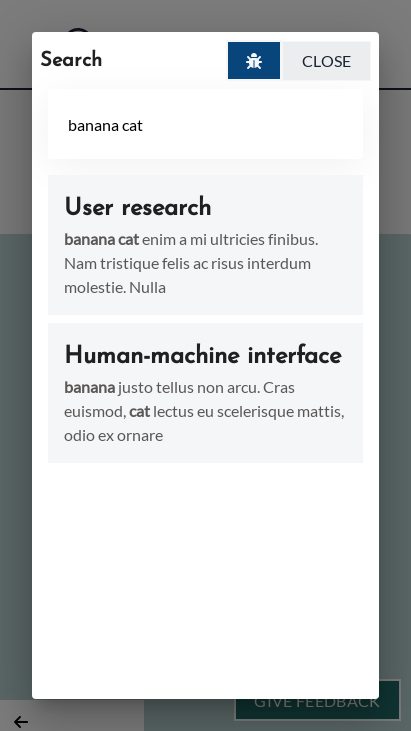 Search
CLOSE
banana cat
User research
banana cat enim a mi ultricies finibus.
Nam tristique felis ac risus interdum
molestie. Nulla
Human-machine interface
banana justo tellus non arcu. Cras
euismod, cat lectus eu scelerisque mattis,
odio ex ornare
GIVE FEEDBACK